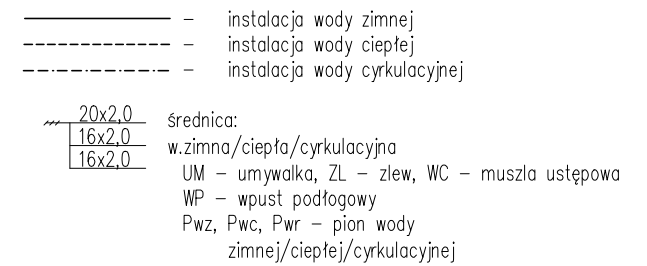 – instalacja wody zimnej
– instalacja wody ciepłej
– instalacja wody cyrkulacyjnej
20x2,0 średnica:
16x2,0 w.zimna/ciepła/cyrkulacyjna
16x2,0
UM – umywalka, ZL – zlew, WC – muszla ustępowa
WP – wpust podłogowy
Pwz, Pwc, Pwr – pion wody
zimnej/ciepłej/cyrkulacyjnej